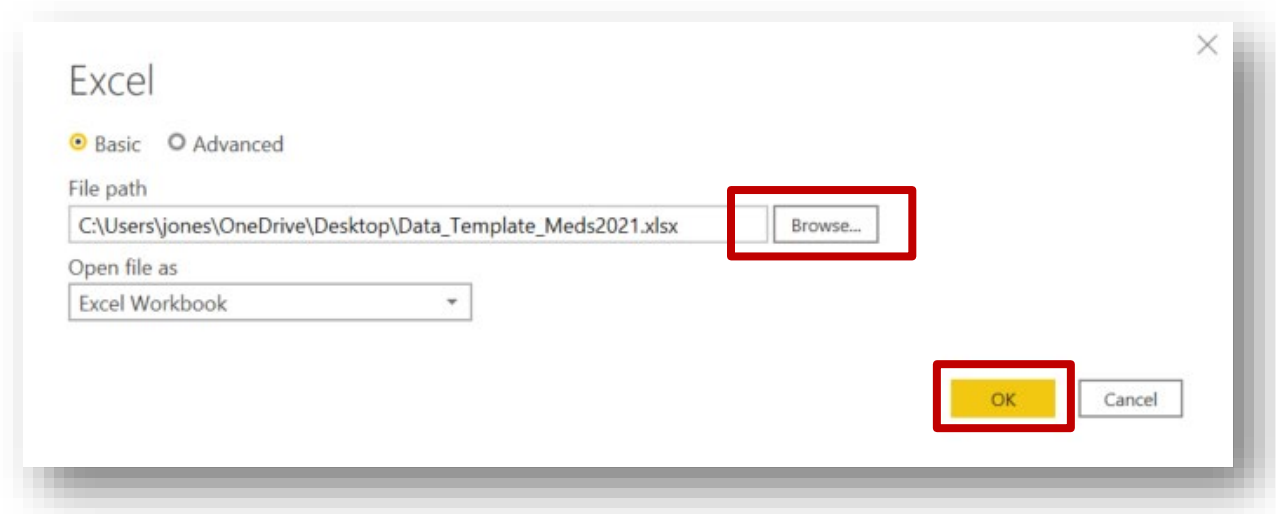 Excel
Basic Advanced
File path
C:\Users\jones\OneDrive\Desktop\Data_Template_Meds2021.xlsx Browse...
Open file as
Excel Workbook
OK Cancel